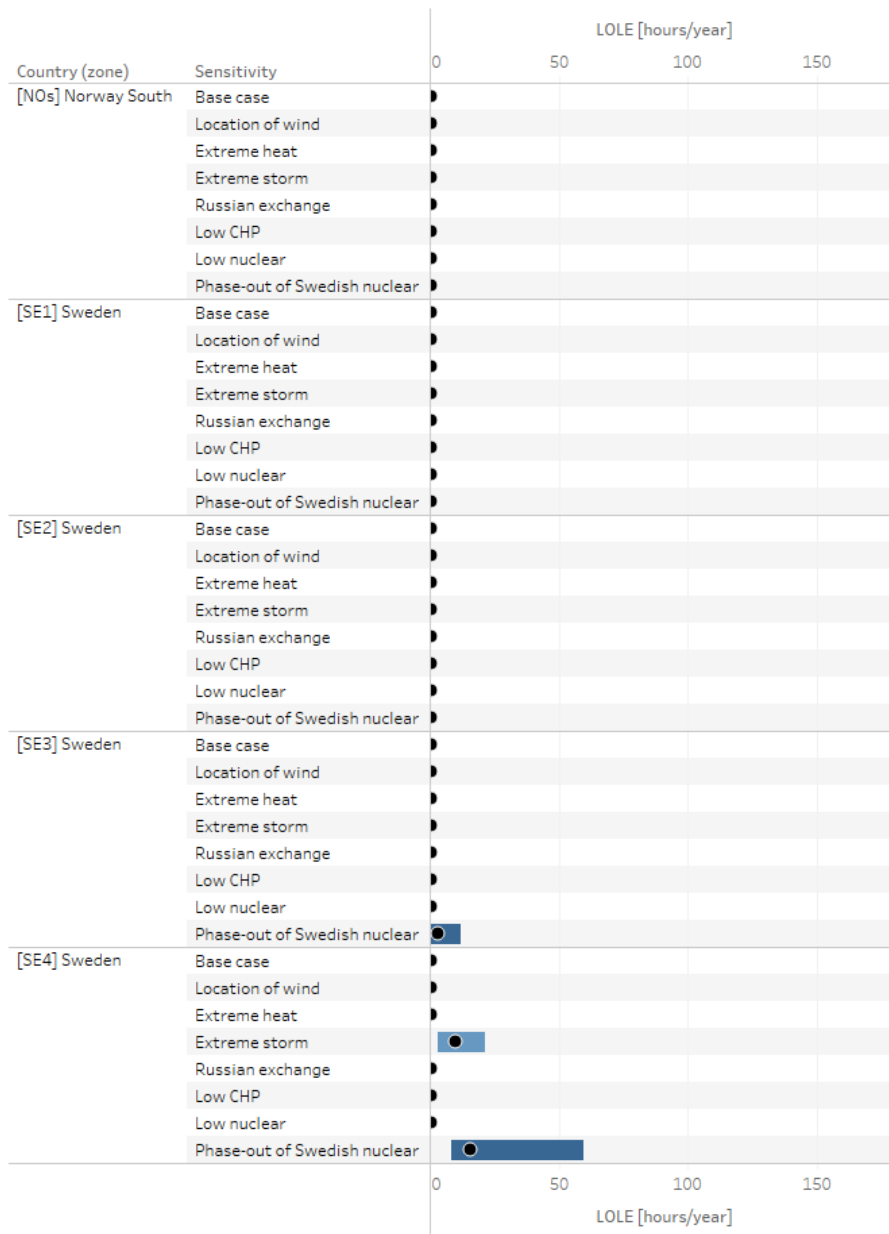 LOLE [hours/year]
0 50 100 150
Country (zone) Sensitivity
[NOs] Norway South Base case
Location of wind
Extreme heat
Extreme storm
Russian exchange
Low CHP
Low nuclear
Phase-out of Swedish nuclear
[SE1] Sweden Base case
Location of wind
Extreme heat
Extreme storm
Russian exchange
Low CHP
Low nuclear
Phase-out of Swedish nuclear
[SE2] Sweden Base case
Location of wind
Extreme heat
Extreme storm
Russian exchange
Low CHP
Low nuclear
Phase-out of Swedish nuclear
[SE3] Sweden Base case
Location of wind
Extreme heat
Extreme storm
Russian exchange
Low CHP
Low nuclear
Phase-out of Swedish nuclear
[SE4] Sweden Base case
Location of wind
Extreme heat
Extreme storm
Russian exchange
Low CHP
Low nuclear
Phase-out of Swedish nuclear
0 50 100 150
LOLE [hours/year]